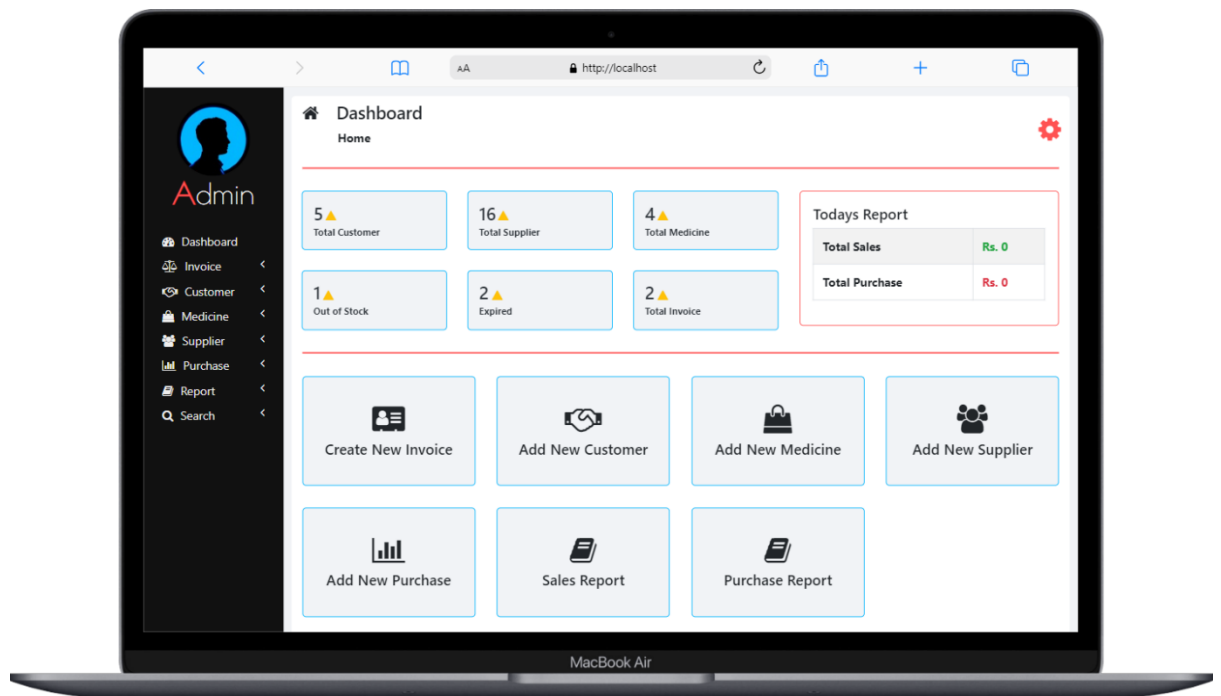 AA
http://localhost
Admin
Dashboard
Invoice
Customer
Medicine
Supplier
Purchase
Report
Search
Dashboard
Home
5
Total Customer
16
Total Supplier
4
Total Medicine
1
Out of Stock
2
Expired
2
Total Invoice
Todays Report
Total Sales Rs. 0
Total Purchase Rs. 0
Create New Invoice
Add New Customer
Add New Medicine
Add New Supplier
Add New Purchase
Sales Report
Purchase Report
MacBook Air